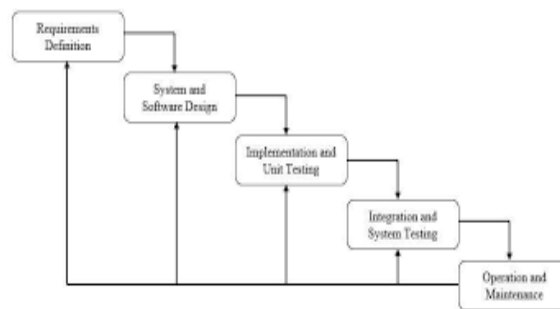 Requirements
Definition
System and
Software Design
Implementation and
Unit Testing
Integration and
System Testing
Operation and
Maintenance